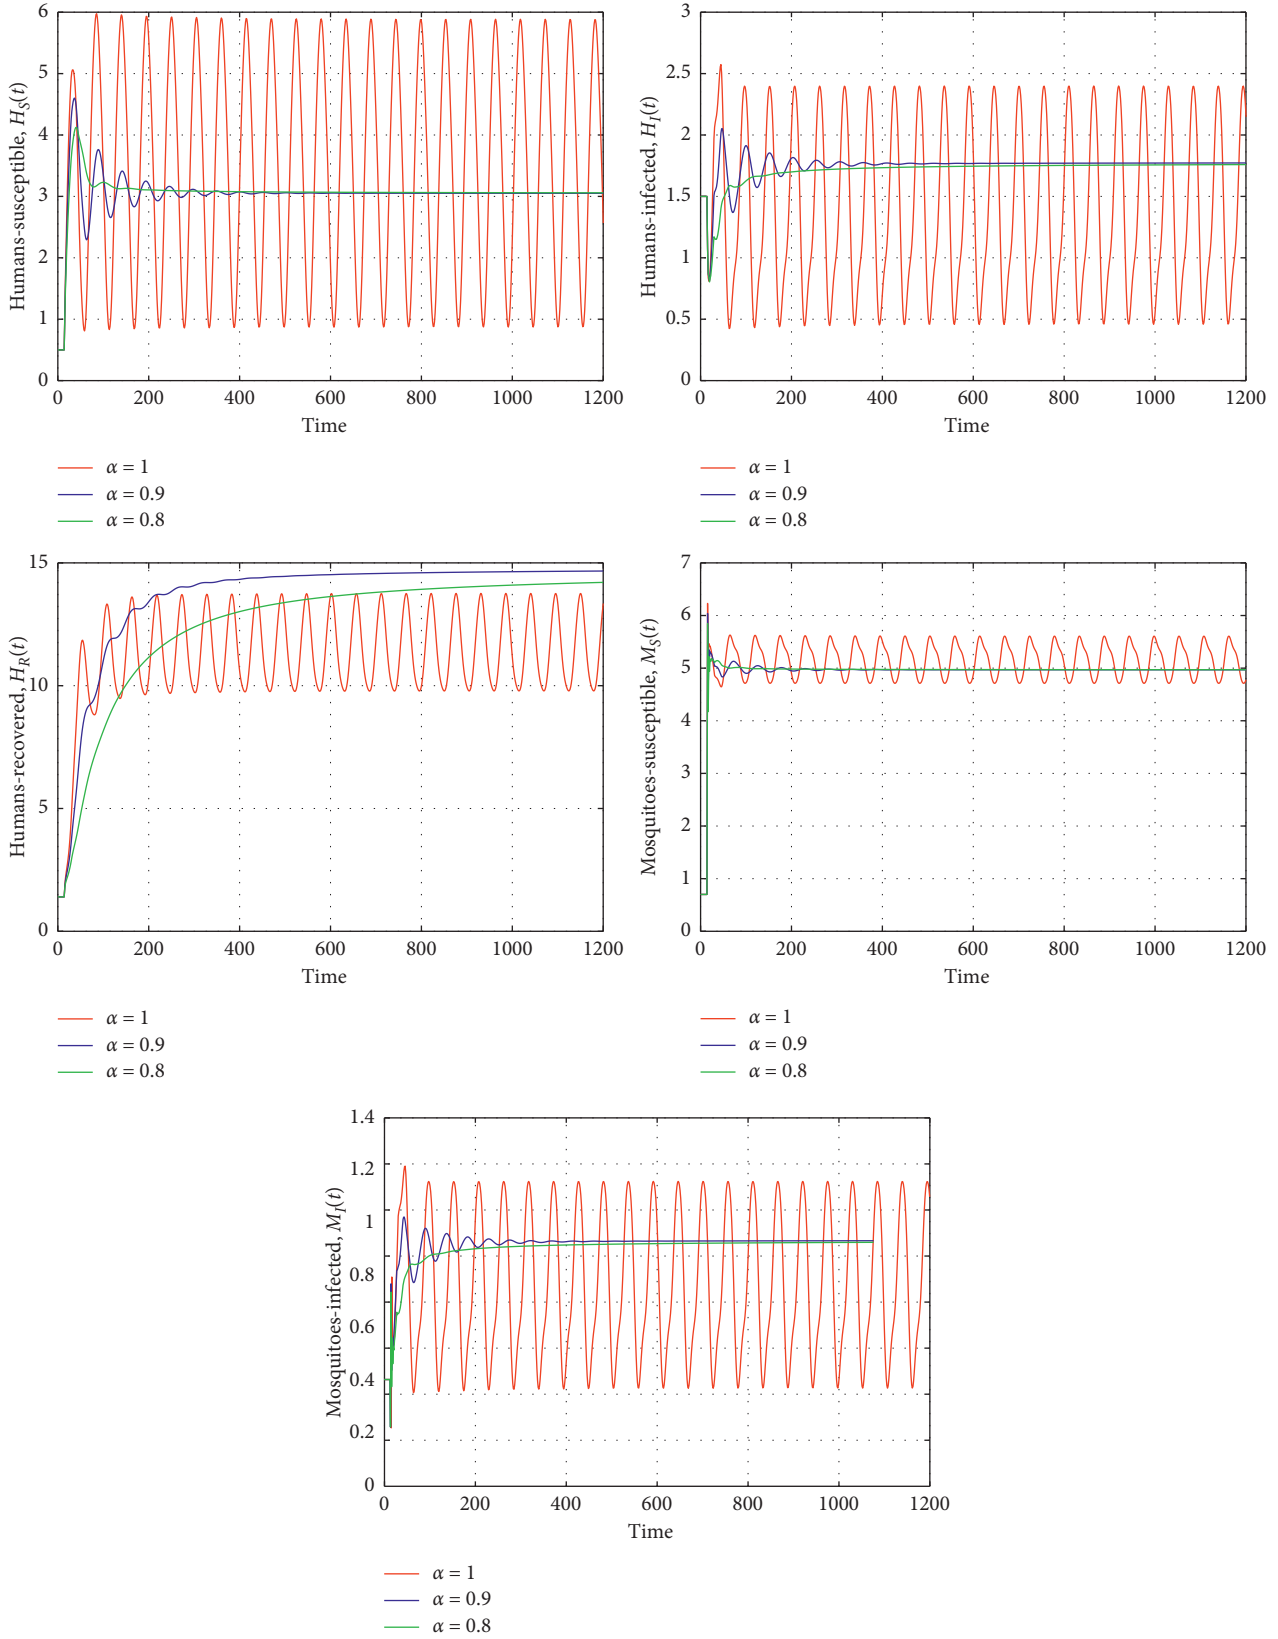 6
5
4
3
2
1
0
Humans-susceptible, H_S(t)
0 200 400 600 800 1000 1200
Time
α = 1
α = 0.9
α = 0.8
3
2.5
2
1.5
1
0.5
0
Humans-infected, H_I(t)
0 200 400 600 800 1000 1200
Time
α = 1
α = 0.9
α = 0.8
15
10
5
0
Humans-recovered, H_R(t)
0 200 400 600 800 1000 1200
Time
α = 1
α = 0.9
α = 0.8
7
6
5
4
3
2
1
0
Mosquitoes-susceptible, M_S(t)
0 200 400 600 800 1000 1200
Time
α = 1
α = 0.9
α = 0.8
1.4
1.2
1
0.8
0.6
0.4
0.2
0
Mosquitoes-infected, M_I(t)
0 200 400 600 800 1000 1200
Time
α = 1
α = 0.9
α = 0.8